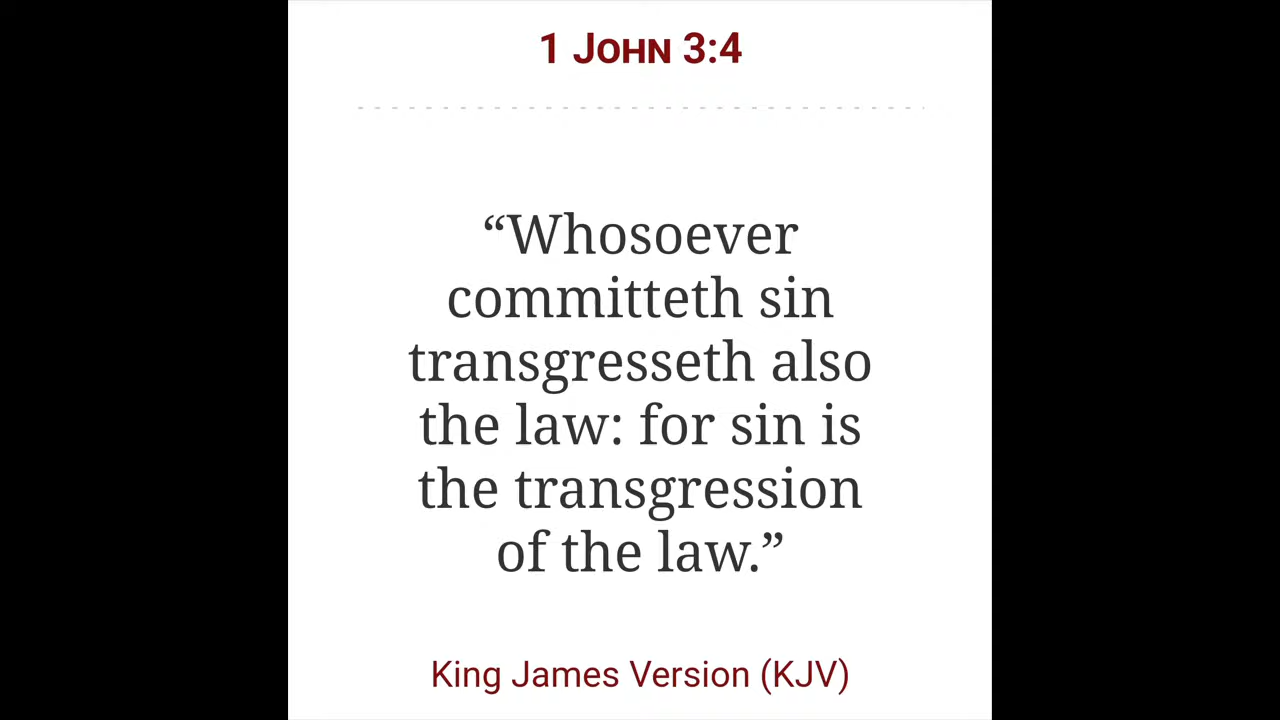 1 John 3:4
“Whosoever
committeth sin
transgresseth also
the law: for sin is
the transgression
of the law.”
King James Version (KJV)